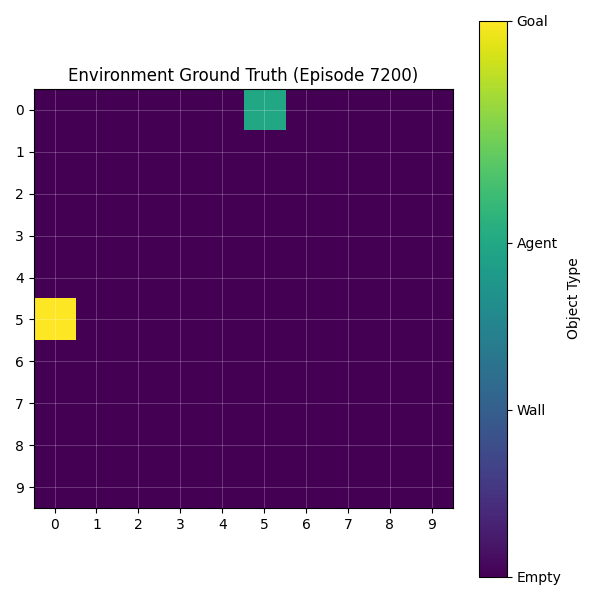 Environment Ground Truth (Episode 7200)
0
1
2
3
4
5
6
7
8
9
0 1 2 3 4 5 6 7 8 9
Goal
Agent
Wall
Empty
Object Type